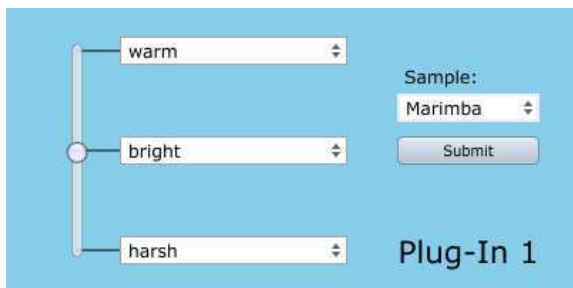 warm
Sample:
Marimba
bright
Submit
harsh
Plug-In 1